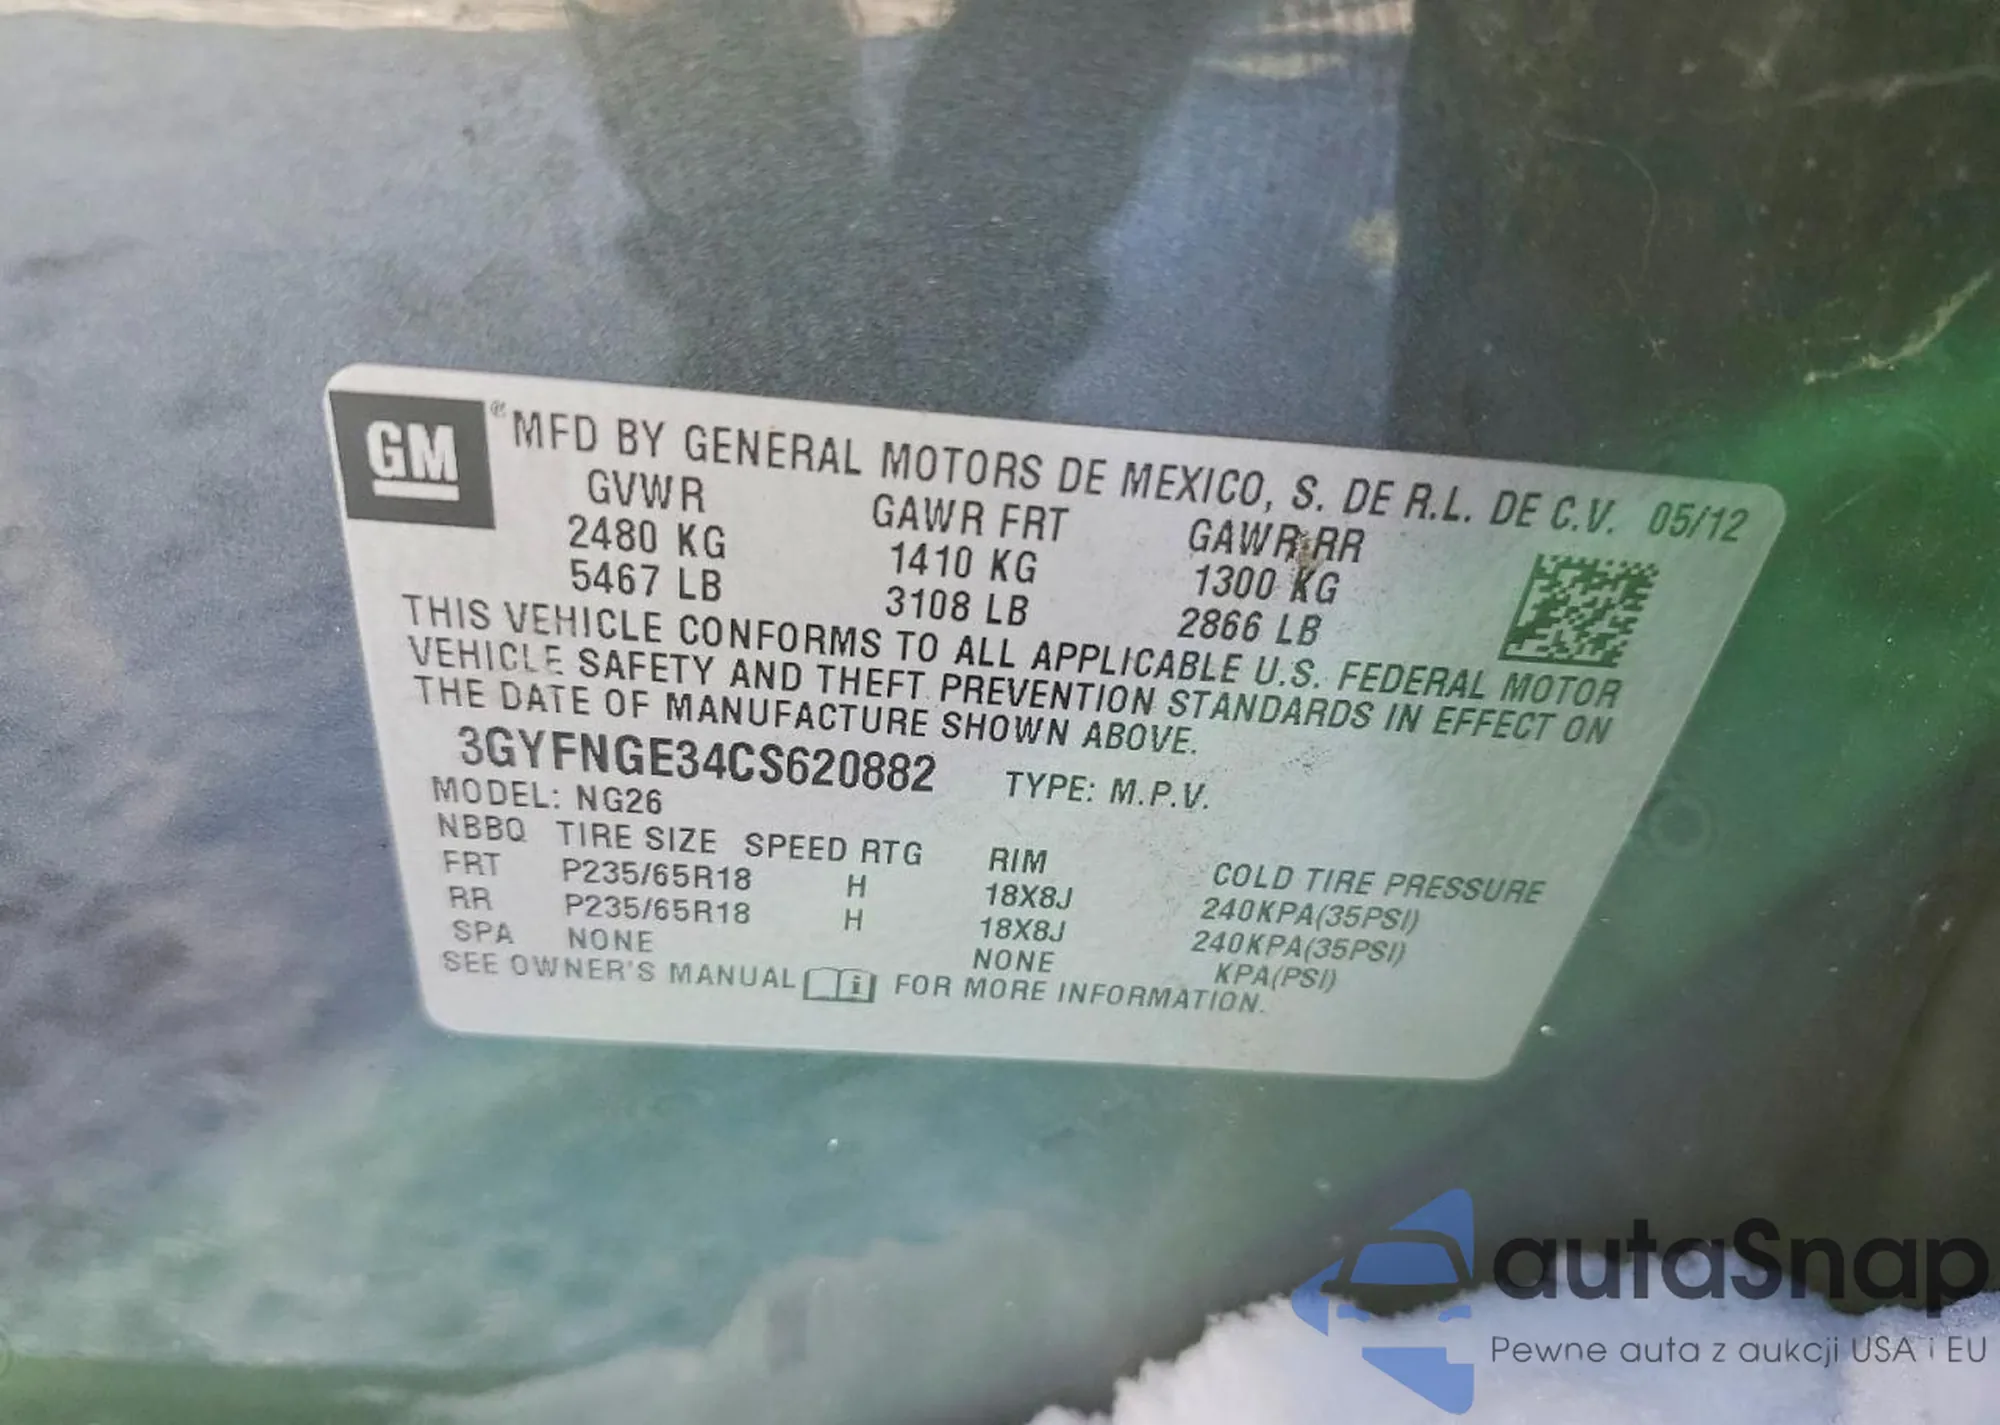 GM ® MFD BY GENERAL MOTORS DE MEXICO, S. DE R.L. DE C.V. 05/12
GVWR GAWR FRT GAWR RR
2480 KG 1410 KG 1300 KG
5467 LB 3108 LB 2866 LB
THIS VEHICLE CONFORMS TO ALL APPLICABLE U.S. FEDERAL MOTOR
VEHICLE SAFETY AND THEFT PREVENTION STANDARDS IN EFFECT ON
THE DATE OF MANUFACTURE SHOWN ABOVE.
3GYFNGE34CS620882 TYPE: M.P.V.
MODEL: NG26
NBBQ TIRE SIZE SPEED RTG RIM COLD TIRE PRESSURE
FRT P235/65R18 H 18X8J 240KPA(35PSI)
RR P235/65R18 H 18X8J 240KPA(35PSI)
SPA NONE NONE KPA(PSI)
SEE OWNER'S MANUAL i FOR MORE INFORMATION.
autaSnap
Pewne auta z aukcji USA i EU